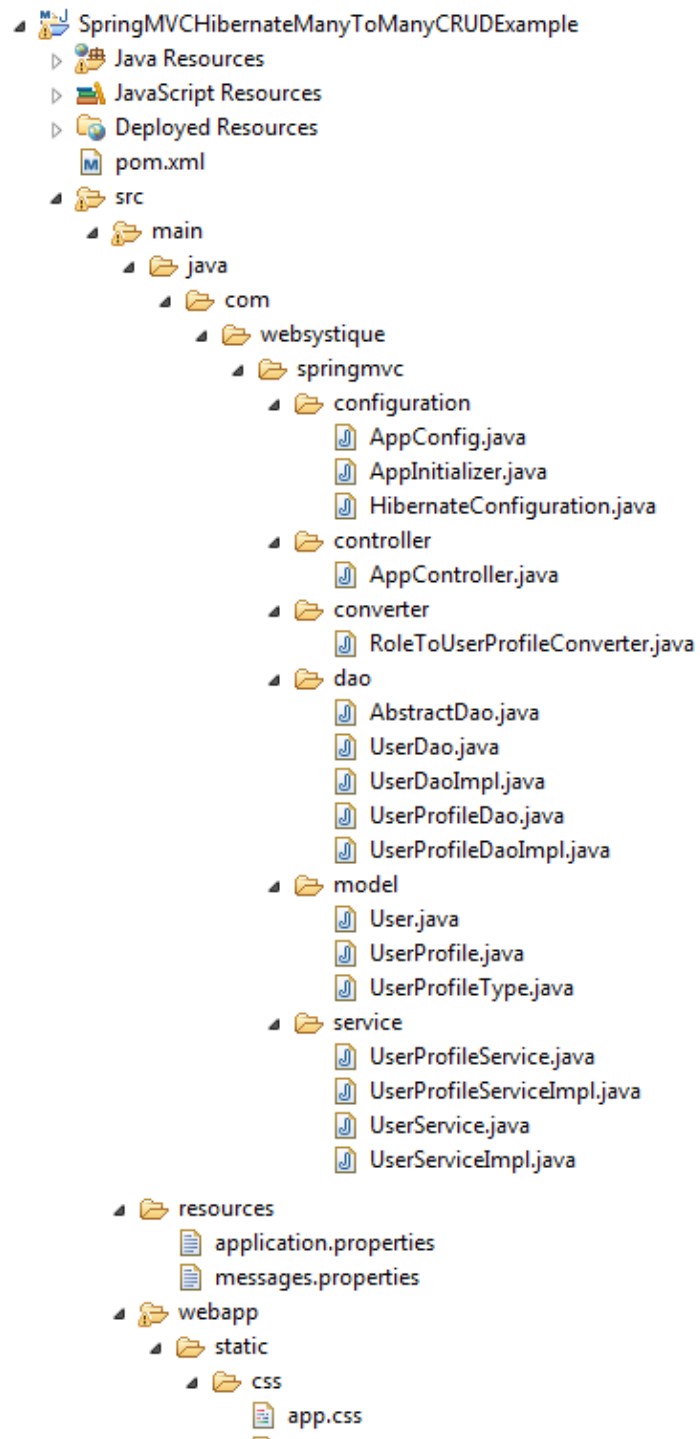 SpringMVCHibernateManyToManyCRUDExample
Java Resources
JavaScript Resources
Deployed Resources
pom.xml
src
main
java
com
websystique
springmvc
configuration
AppConfig.java
AppInitializer.java
HibernateConfiguration.java
controller
AppController.java
converter
RoleToUserProfileConverter.java
dao
AbstractDao.java
UserDao.java
UserDaoImpl.java
UserProfileDao.java
UserProfileDaoImpl.java
model
User.java
UserProfile.java
UserProfileType.java
service
UserProfileService.java
UserProfileServiceImpl.java
UserService.java
UserServiceImpl.java
resources
application.properties
messages.properties
webapp
static
css
app.css